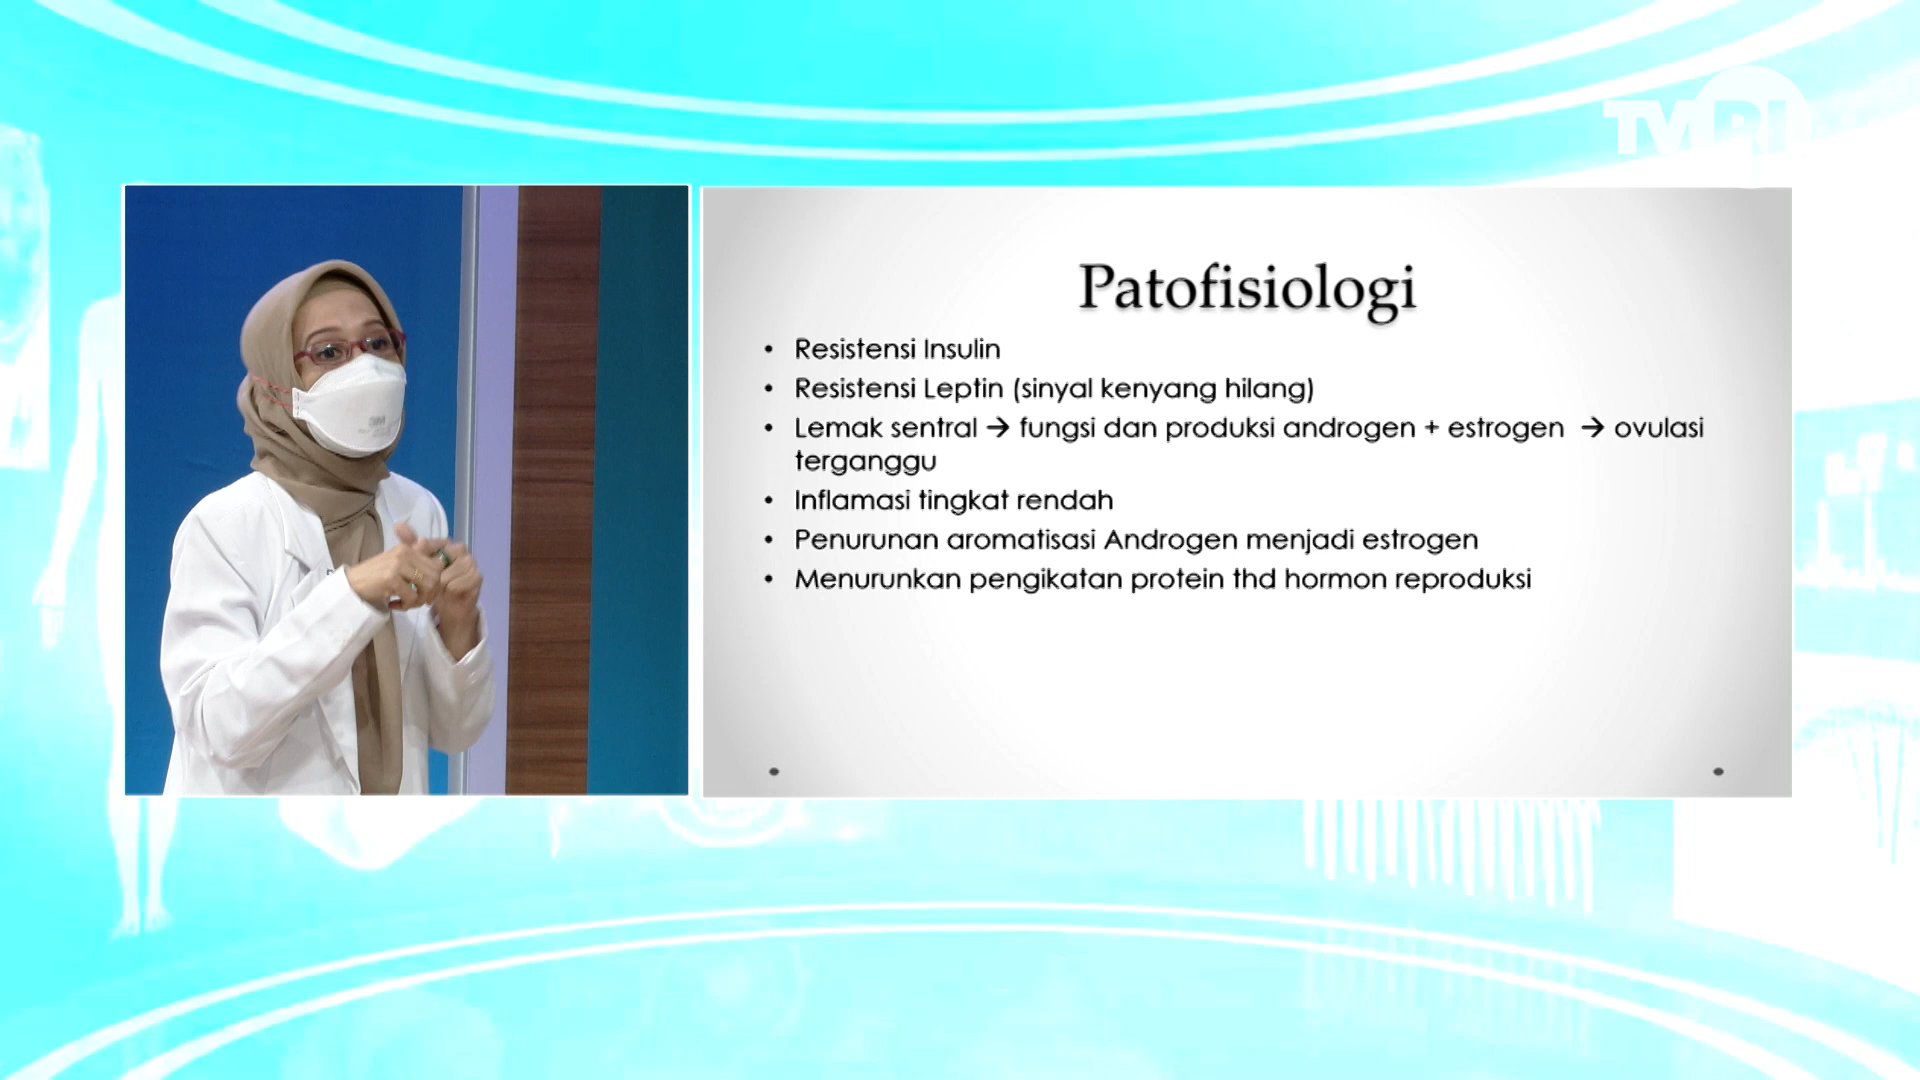 TVRI
Patofisiologi
• Resistensi Insulin
• Resistensi Leptin (sinyal kenyang hilang)
• Lemak sentral → fungsi dan produksi androgen + estrogen → ovulasi
terganggu
• Inflamasi tingkat rendah
• Penurunan aromatisasi Androgen menjadi estrogen
• Menurunkan pengikatan protein thd hormon reproduksi